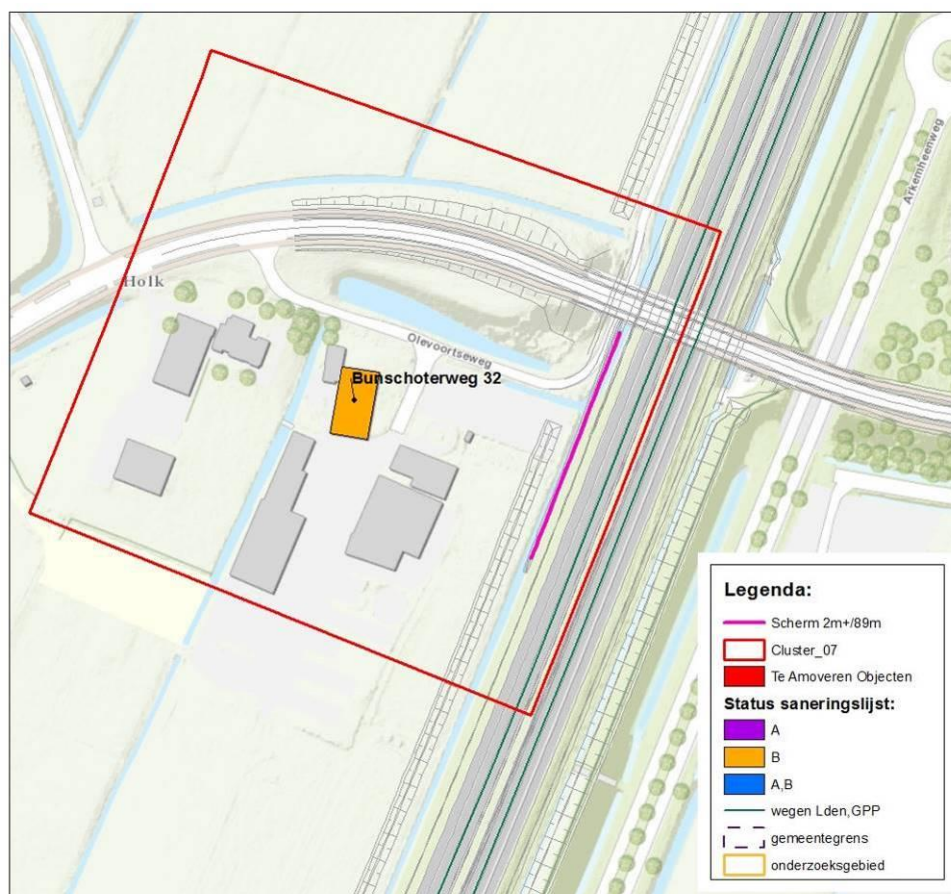 Arkemheenweg
Holk
Olevoortseweg
Bunschoterweg 32
Legenda:
Scherm 2m+/89m
Cluster_07
Te Amoveren Objecten
Status saneringslijst:
A
B
A,B
wegen Lden,GPP
gemeentegrens
onderzoeksgebied